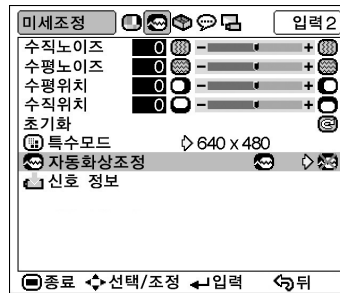 미세조정 입력2
수직노이즈 0 - +
수평노이즈 0 - +
수평위치 0 - +
수직위치 0 - +
초기화
특수모드 640 x 480
자동화상조정
신호 정보
종료 선택/조정 입력 뒤